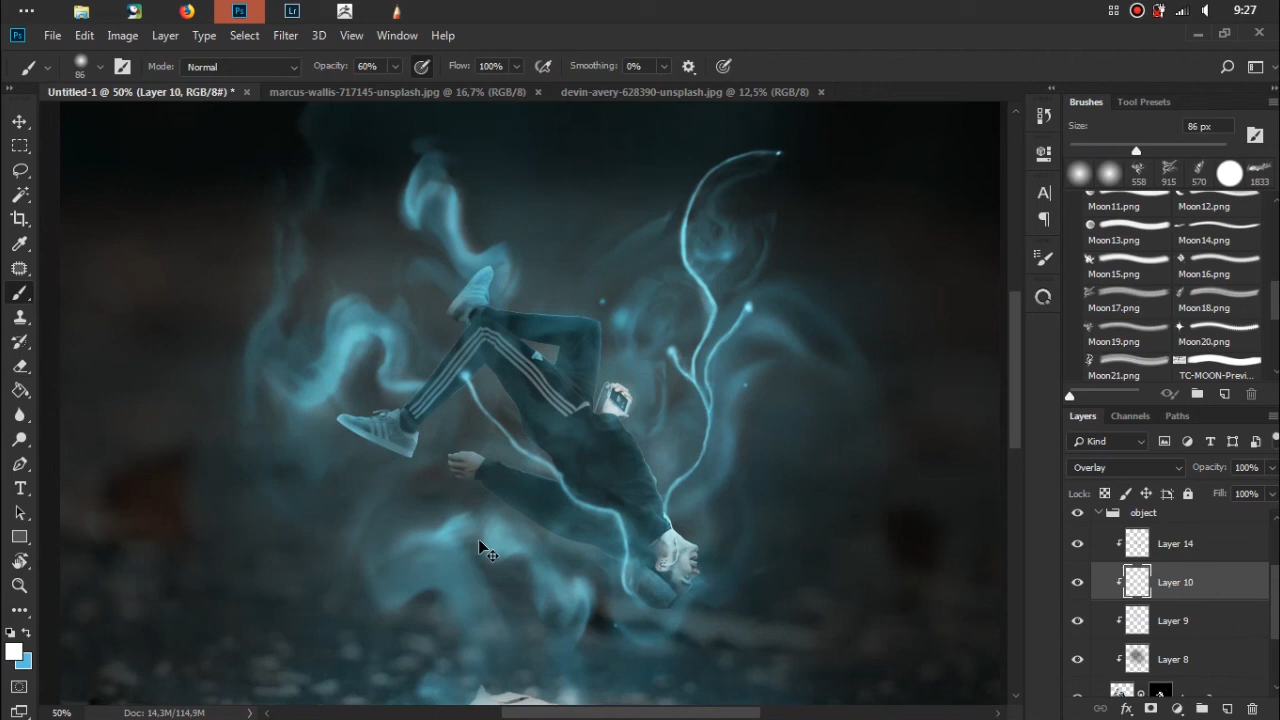 Ps
Lr
9:27
Ps File Edit Image Layer Type Select Filter 3D View Window Help
86 Mode: Normal Opacity: 60% Flow: 100% Smoothing: 0%
Untitled-1 @ 50% (Layer 10, RGB/8#) * × marcus-wallis-717145-unsplash.jpg @ 16,7% (RGB/8) × devin-avery-628390-unsplash.jpg @ 12,5% (RGB/8) ×
Brushes Tool Presets
Size: 86 px
558 915 570 1833
Moon11.png Moon12.png
Moon13.png Moon14.png
Moon15.png Moon16.png
Moon17.png Moon18.png
Moon19.png Moon20.png
Moon21.png TC-MOON-Previ...
Layers Channels Paths
Kind
Overlay Opacity: 100%
Lock: Fill: 100%
object
Layer 14
Layer 10
Layer 9
Layer 8
50% Doc: 14,3M/114,9M